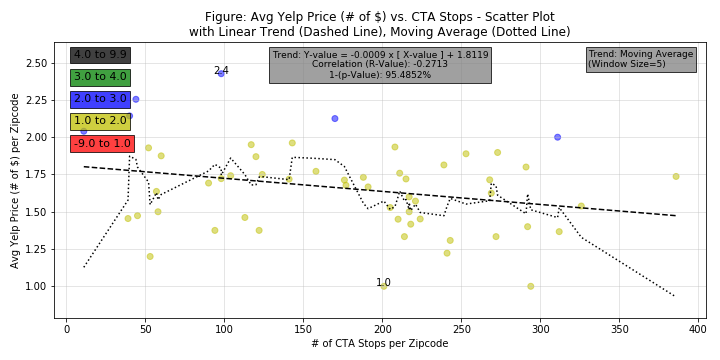 Figure: Avg Yelp Price (# of $) vs. CTA Stops - Scatter Plot
with Linear Trend (Dashed Line), Moving Average (Dotted Line)
4.0 to 9.9
3.0 to 4.0
2.0 to 3.0
1.0 to 2.0
-9.0 to 1.0
Trend: Y-value = -0.0009 x [ X-value ] + 1.8119
Correlation (R-Value): -0.2713
1-(p-Value): 95.4852%
Trend: Moving Average
(Window Size=5)
2.4
1.0
Avg Yelp Price (# of $) per Zipcode
2.50
2.25
2.00
1.75
1.50
1.25
1.00
0 50 100 150 200 250 300 350 400
# of CTA Stops per Zipcode